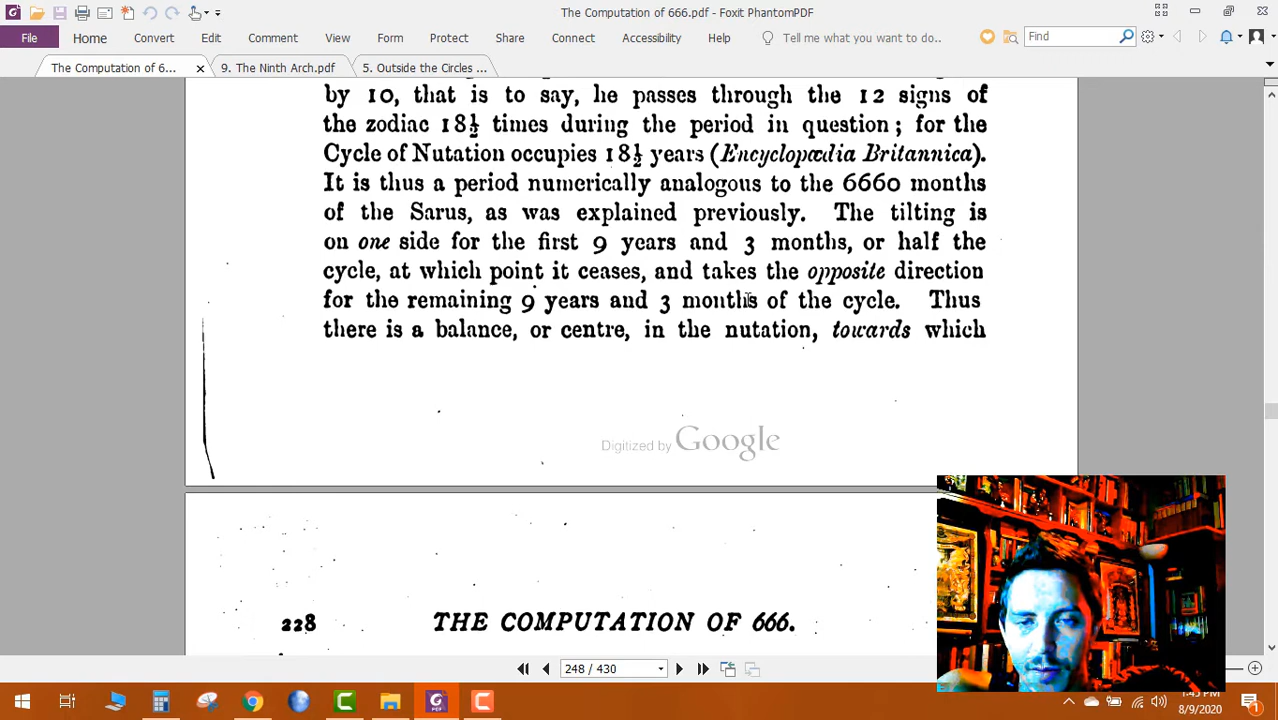 The Computation of 666.pdf - Foxit PhantomPDF
File Home Convert Edit Comment View Form Protect Share Connect Accessibility Help Tell me what you want to do.. Find
The Computation of 6... 9. The Ninth Arch.pdf 5. Outside the Circles ...
by 10, that is to say, he passes through the 12 signs of
the zodiac 18½ times during the period in question; for the
Cycle of Nutation occupies 18½ years (Encyclopædia Britannica).
It is thus a period numerically analogous to the 6660 months
of the Sarus, as was explained previously. The tilting is
on one side for the first 9 years and 3 months, or half the
cycle, at which point it ceases, and takes the opposite direction
for the remaining 9 years and 3 months of the cycle. Thus
there is a balance, or centre, in the nutation, towards which
Digitized by Google
228 THE COMPUTATION OF 666.
248 / 430
8/9/2020